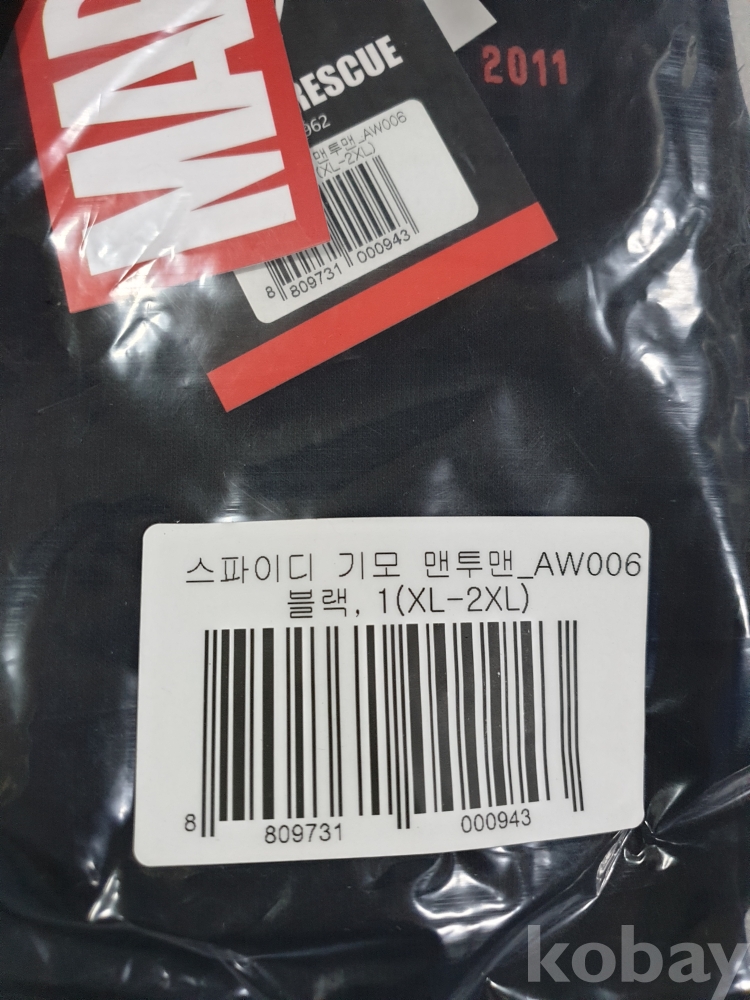 MAR
RESCUE
2011
962
맨투맨_AW006
(XL-2XL)
8 809731 000943
스파이디 기모 맨투맨_AW006
블랙, 1(XL-2XL)
8 809731 000943
kobay